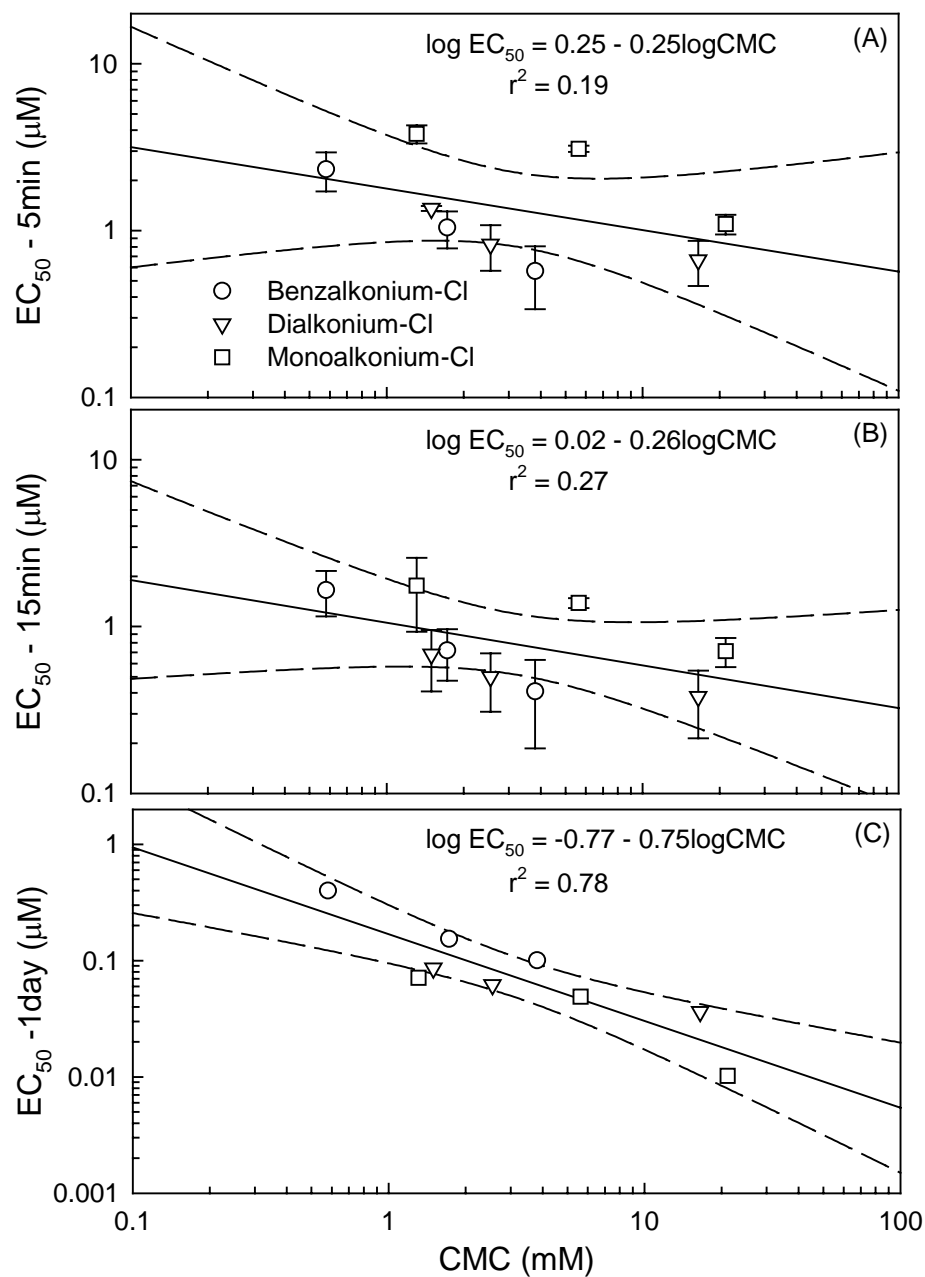 (A)
log EC50 = 0.25 - 0.25logCMC
r2 = 0.19
EC50 - 5min (μM)
10
1
0.1
Benzalkonium-Cl
Dialkonium-Cl
Monoalkonium-Cl
(B)
log EC50 = 0.02 - 0.26logCMC
r2 = 0.27
EC50 - 15min (μM)
10
1
0.1
(C)
log EC50 = -0.77 - 0.75logCMC
r2 = 0.78
EC50 -1day (μM)
1
0.1
0.01
0.001
0.1 1 10 100
CMC (mM)